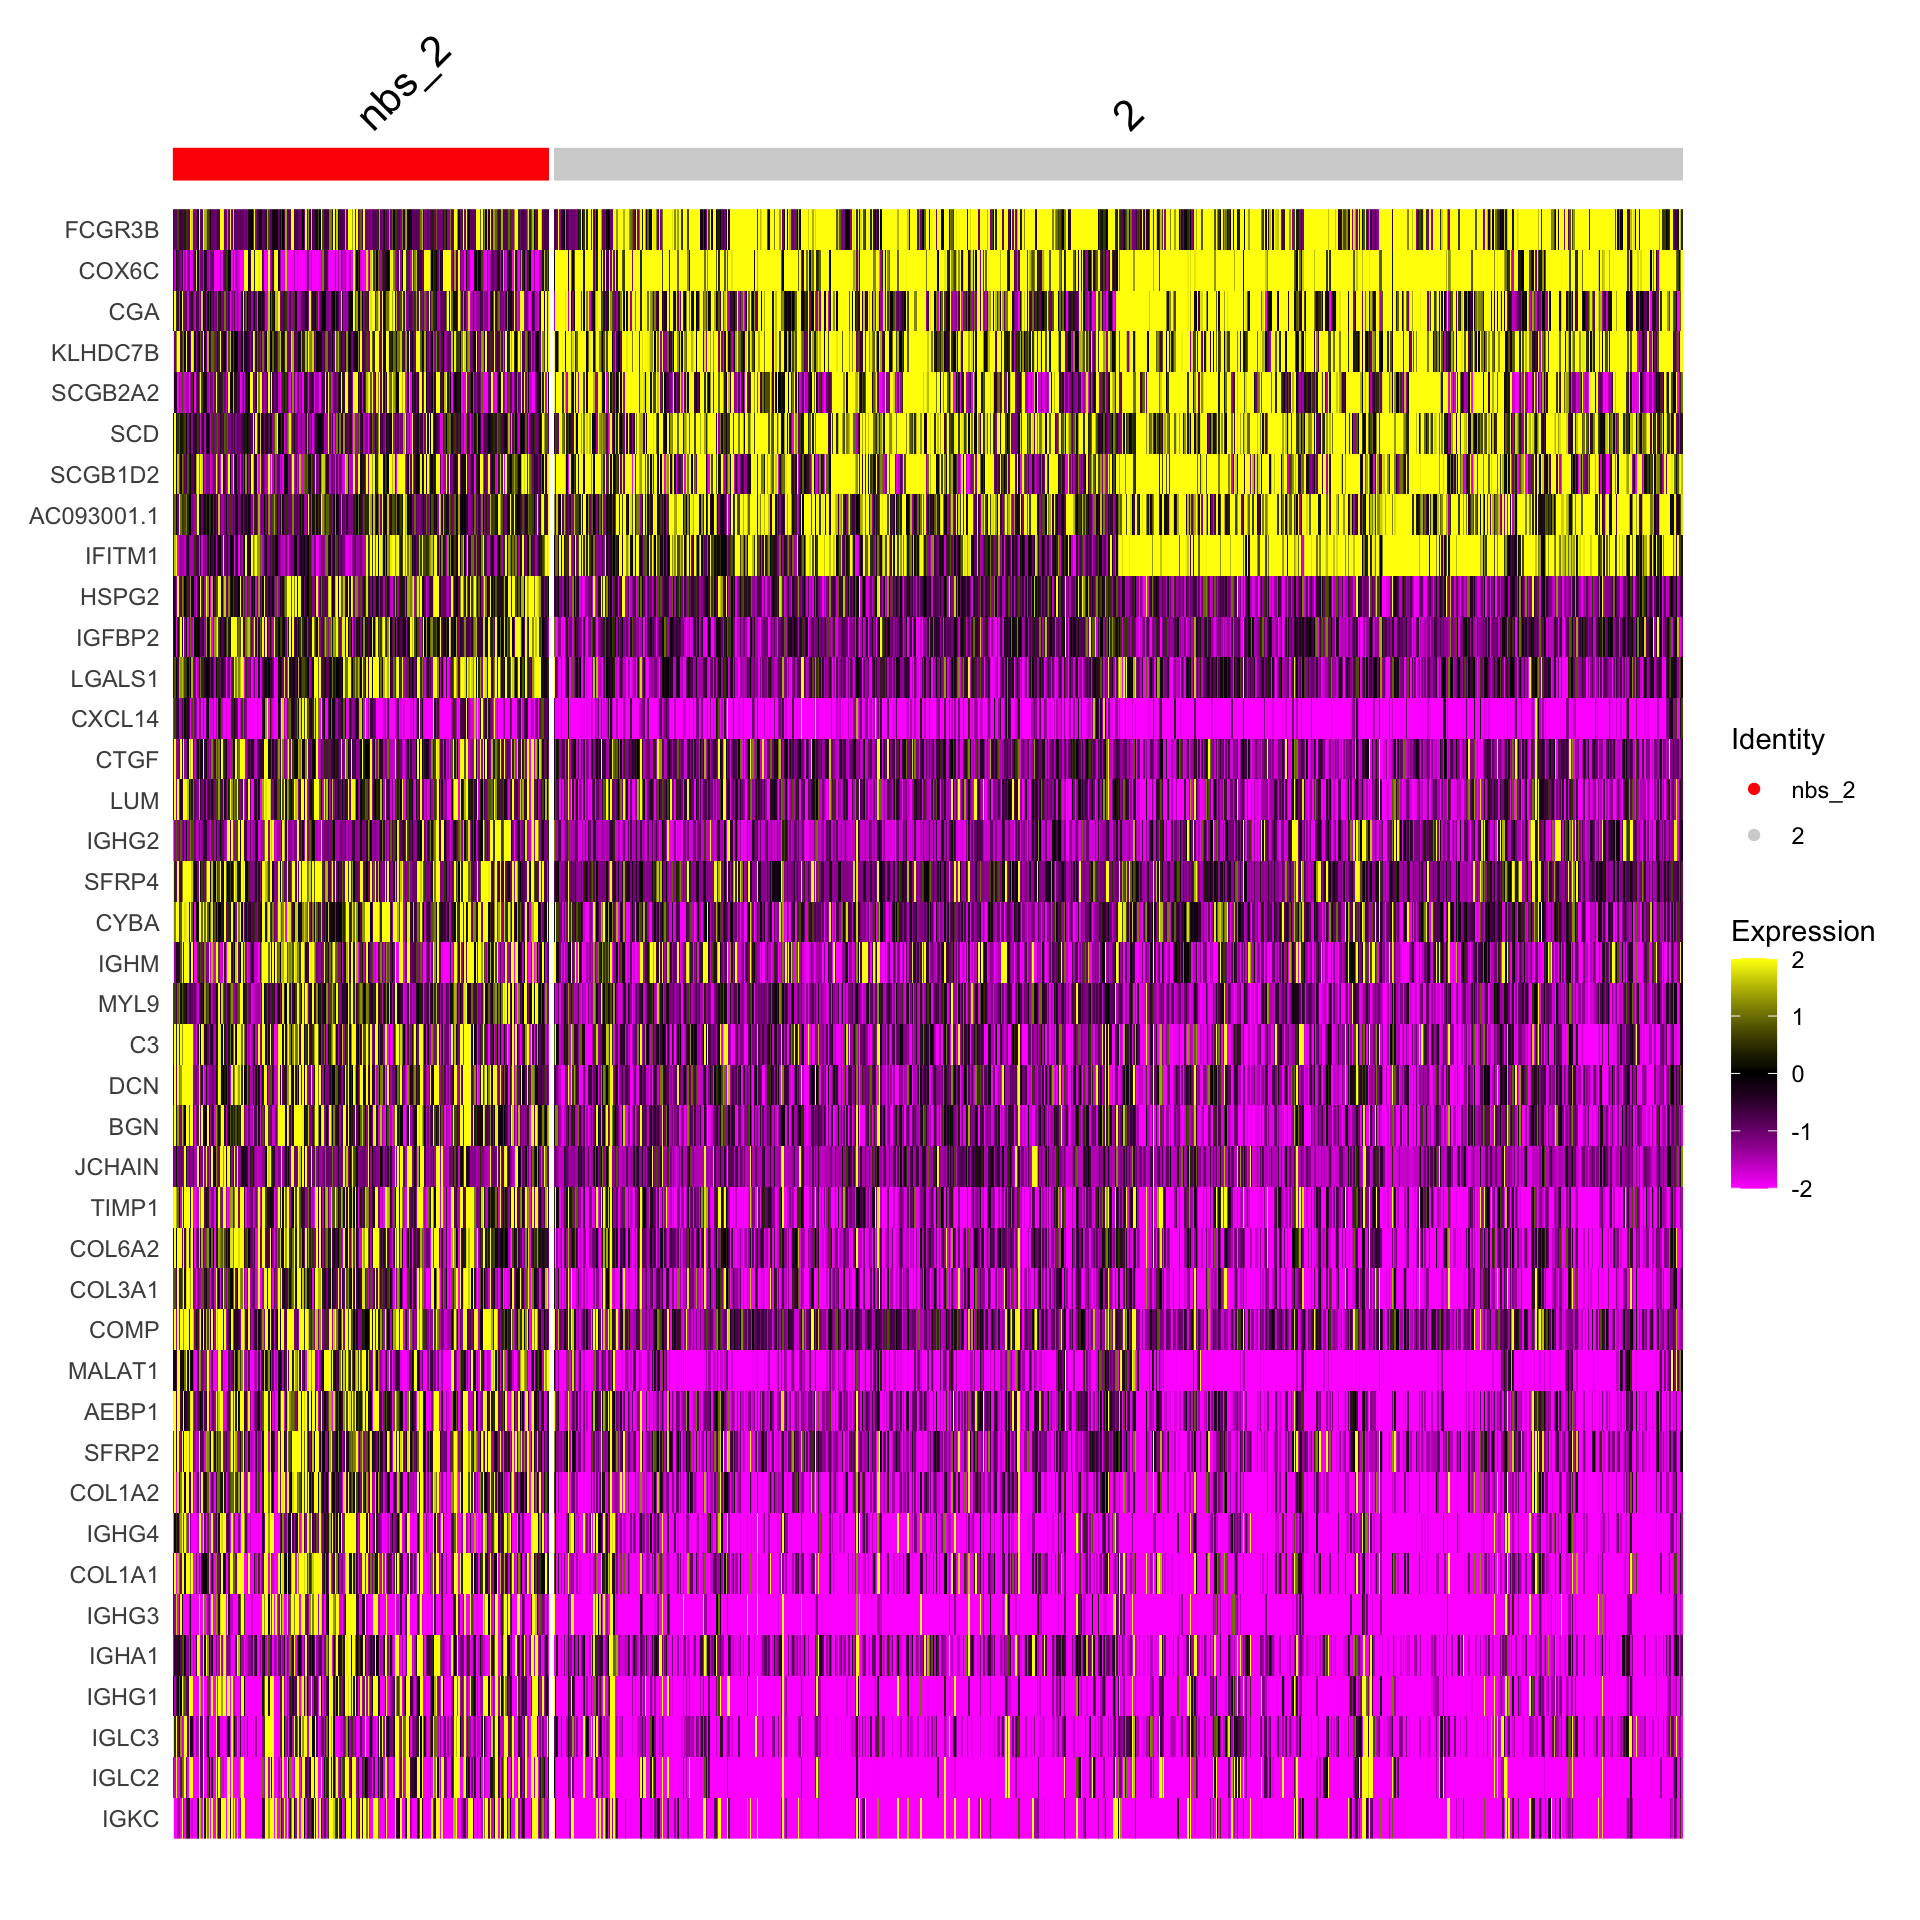 nbs_2
2
FCGR3B
COX6C
CGA
KLHDC7B
SCGB2A2
SCD
SCGB1D2
AC093001.1
IFITM1
HSPG2
IGFBP2
LGALS1
CXCL14
CTGF
LUM
IGHG2
SFRP4
CYBA
IGHM
MYL9
C3
DCN
BGN
JCHAIN
TIMP1
COL6A2
COL3A1
COMP
MALAT1
AEBP1
SFRP2
COL1A2
IGHG4
COL1A1
IGHG3
IGHA1
IGHG1
IGLC3
IGLC2
IGKC
Identity
nbs_2
2
Expression
2
1
0
-1
-2